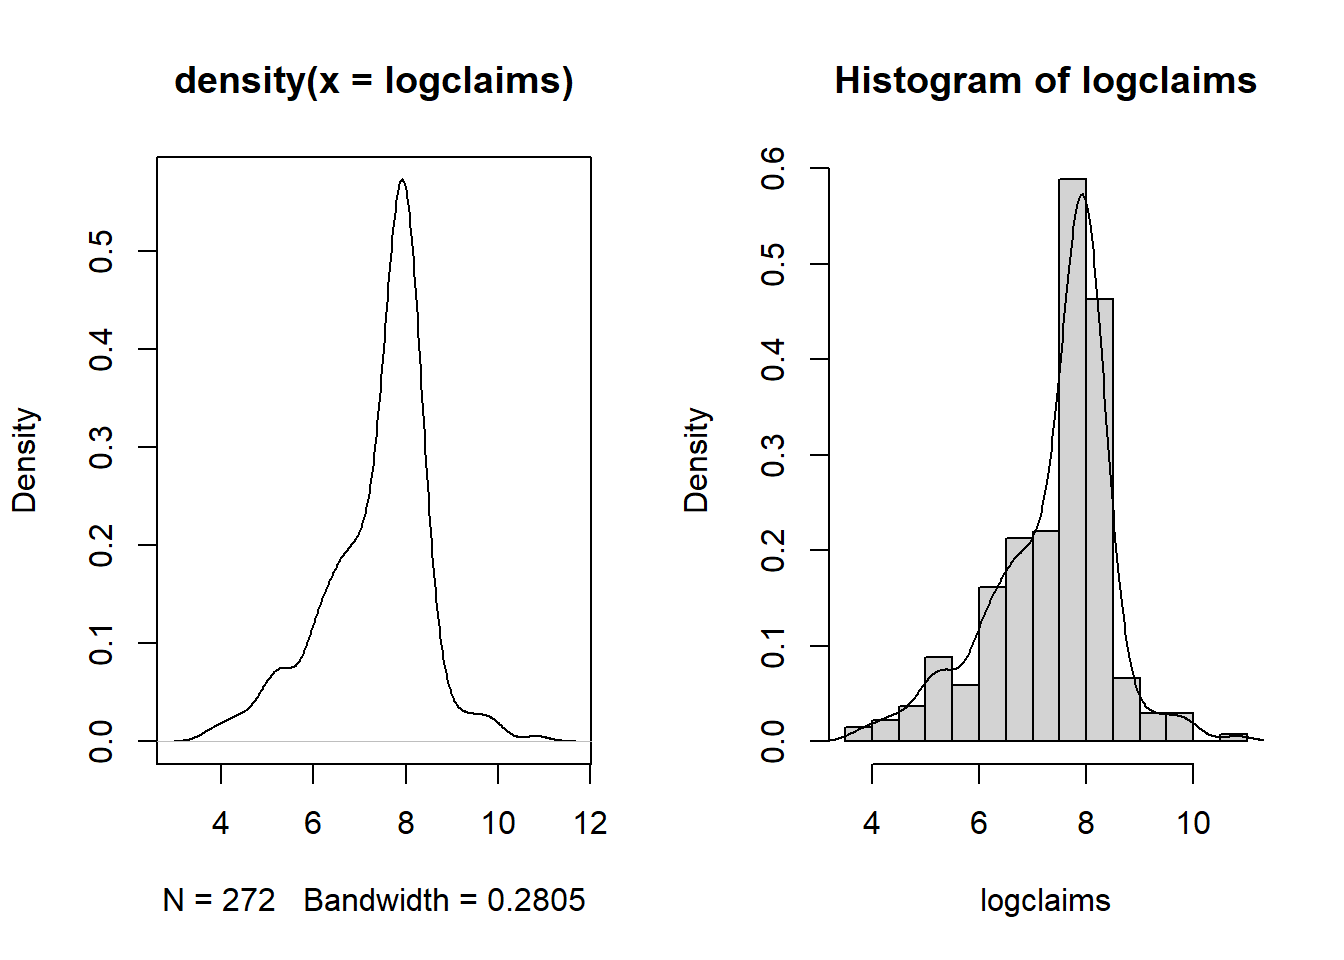 density(x = logclaims)
Density
0.0
0.1
0.2
0.3
0.4
0.5
4 6 8 10 12
N = 272 Bandwidth = 0.2805
Histogram of logclaims
Density
0.0
0.1
0.2
0.3
0.4
0.5
0.6
4 6 8 10
logclaims